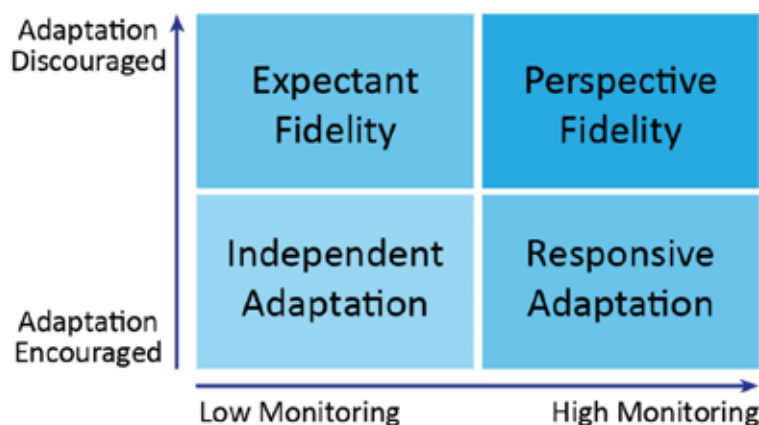 Adaptation
Discouraged
Expectant
Fidelity
Perspective
Fidelity
Independent
Adaptation
Responsive
Adaptation
Adaptation
Encouraged
Low Monitoring
High Monitoring